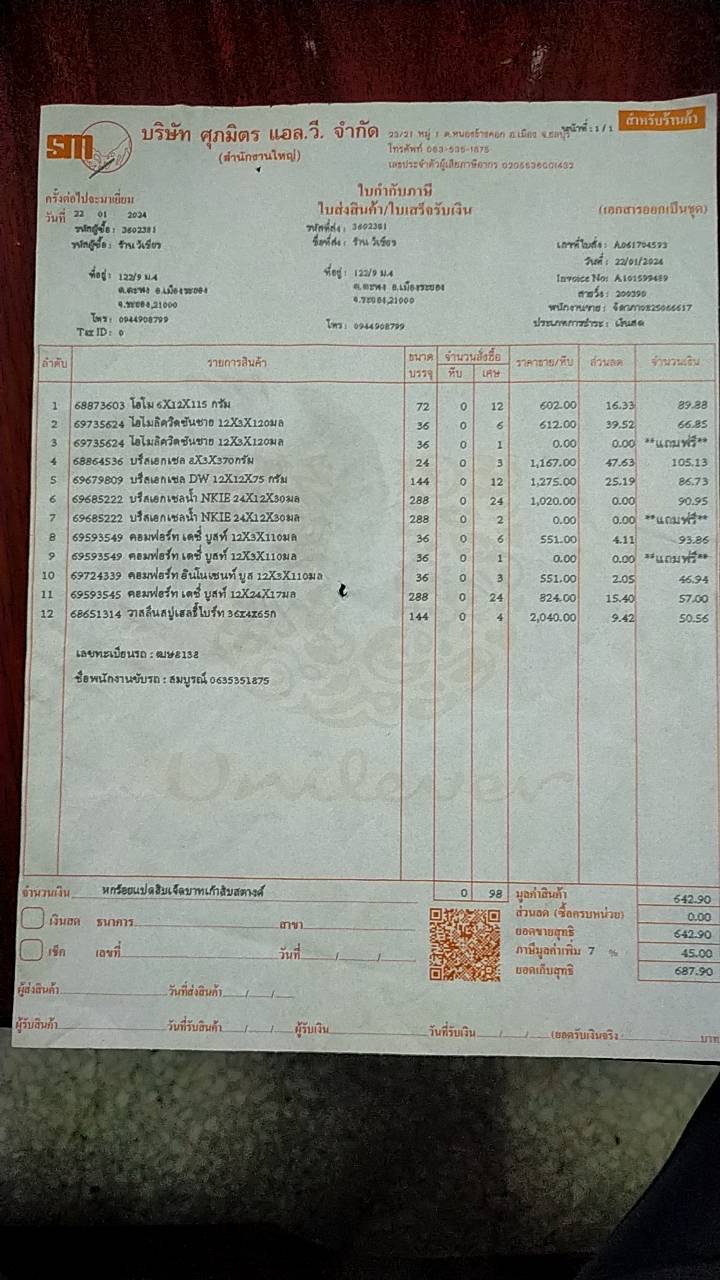 สำหรับร้านค้า
SM บริษัท ศุภมิตร แอล.วี. จำกัด 23/21 หมู่ 1 ต.หนองข้างคอก อ.เมือง จ.ชลบุรี หน้าที่ : 1 / 1
(สำนักงานใหญ่) โทรศัพท์ 063-535-1875
เลขประจำตัวผู้เสียภาษีอากร 0205536001432
ใบกำกับภาษี
ครั้งต่อไปจะมาเยี่ยม ใบส่งสินค้า/ใบเสร็จรับเงิน (เอกสารออกเป็นชุด)
วันที่ 22 01 2024
รหัสผู้ซื้อ : 3602381 รหัสที่ส่ง : 3602381
ชื่อที่ส่ง : ร้าน วิเชียร
เลขที่ใบสั่ง : A061704593
วันที่ : 22/01/2024
ที่อยู่ : 122/9 ม.4 ที่อยู่ : 122/9 ม.4 Invoice No: A101599489
ต.ตะพง อ.เมืองระยอง ต.ตะพง อ.เมืองระยอง สายวิ่ง : 200390
จ.ระยอง,21000 จ.ระยอง,21000
โทร : 0944908799 โทร : 0944908799 ประเภทการชำระ : เงินสด
Tax ID : 0
ลำดับ รายการสินค้า ขนาดบรรจุ จำนวนสั่งซื้อ หีบ เศษ ราคาขาย/หีบ ส่วนลด จำนวนเงิน
1 68873603 โอโม 6X12X115 กรัม 72 0 12 602.00 16.33 89.88
2 69735624 โอโมลิควิดซันชาย 12X3X120มล 36 0 6 612.00 39.52 66.85
3 69735624 โอโมลิควิดซันชาย 12X3X120มล 36 0 1 0.00 0.00 **แถมฟรี**
4 68864536 บรีสเอกเซล 8X3X370กรัม 24 0 3 1,167.00 47.63 105.13
5 69679809 บรีสเอกเซล DW 12X12X75 กรัม 144 0 12 1,275.00 25.19 86.73
6 69685222 บรีสเอกเซลน้ำ NKIE 24X12X30มล 288 0 24 1,020.00 0.00 90.95
7 69685222 บรีสเอกเซลน้ำ NKIE 24X12X30มล 288 0 2 0.00 0.00 **แถมฟรี**
8 69593549 คอมฟอร์ท เดซี่ บูสท์ 12X3X110มล 36 0 6 551.00 4.11 93.86
9 69593549 คอมฟอร์ท เดซี่ บูสท์ 12X3X110มล 36 0 1 0.00 0.00 **แถมฟรี**
10 69724339 คอมฟอร์ท อินโนเซนท์ บูส 12X3X110มล 36 0 3 551.00 2.05 46.94
11 69593545 คอมฟอร์ท เดซี่ บูสท์ 12X24X17มล 288 0 24 824.00 15.40 57.00
12 68651314 วาสลีนสบู่เฮลธี้ไบร์ท 36x4x65ก 144 0 4 2,040.00 9.42 50.56
เลขทะเบียนรถ : ฒษ8138
ชื่อพนักงานขับรถ : สมบูรณ์ 0635351875
Unilever
จำนวนเงิน หกร้อยแปดสิบเจ็ดบาทเก้าสิบสตางค์ 0 98 มูลค่าสินค้า 642.90
ส่วนลด (ซื้อครบหน่วย) 0.00
เงินสด ธนาคาร สาขา ยอดขายสุทธิ 642.90
เช็ค เลขที่ วันที่ / / ภาษีมูลค่าเพิ่ม 7 % 45.00
ยอดเก็บสุทธิ 687.90
ผู้ส่งสินค้า วันที่ส่งสินค้า / /
ผู้รับสินค้า วันที่รับสินค้า / / ผู้รับเงิน วันที่รับเงิน / / (ยอดรับเงินจริง บาท